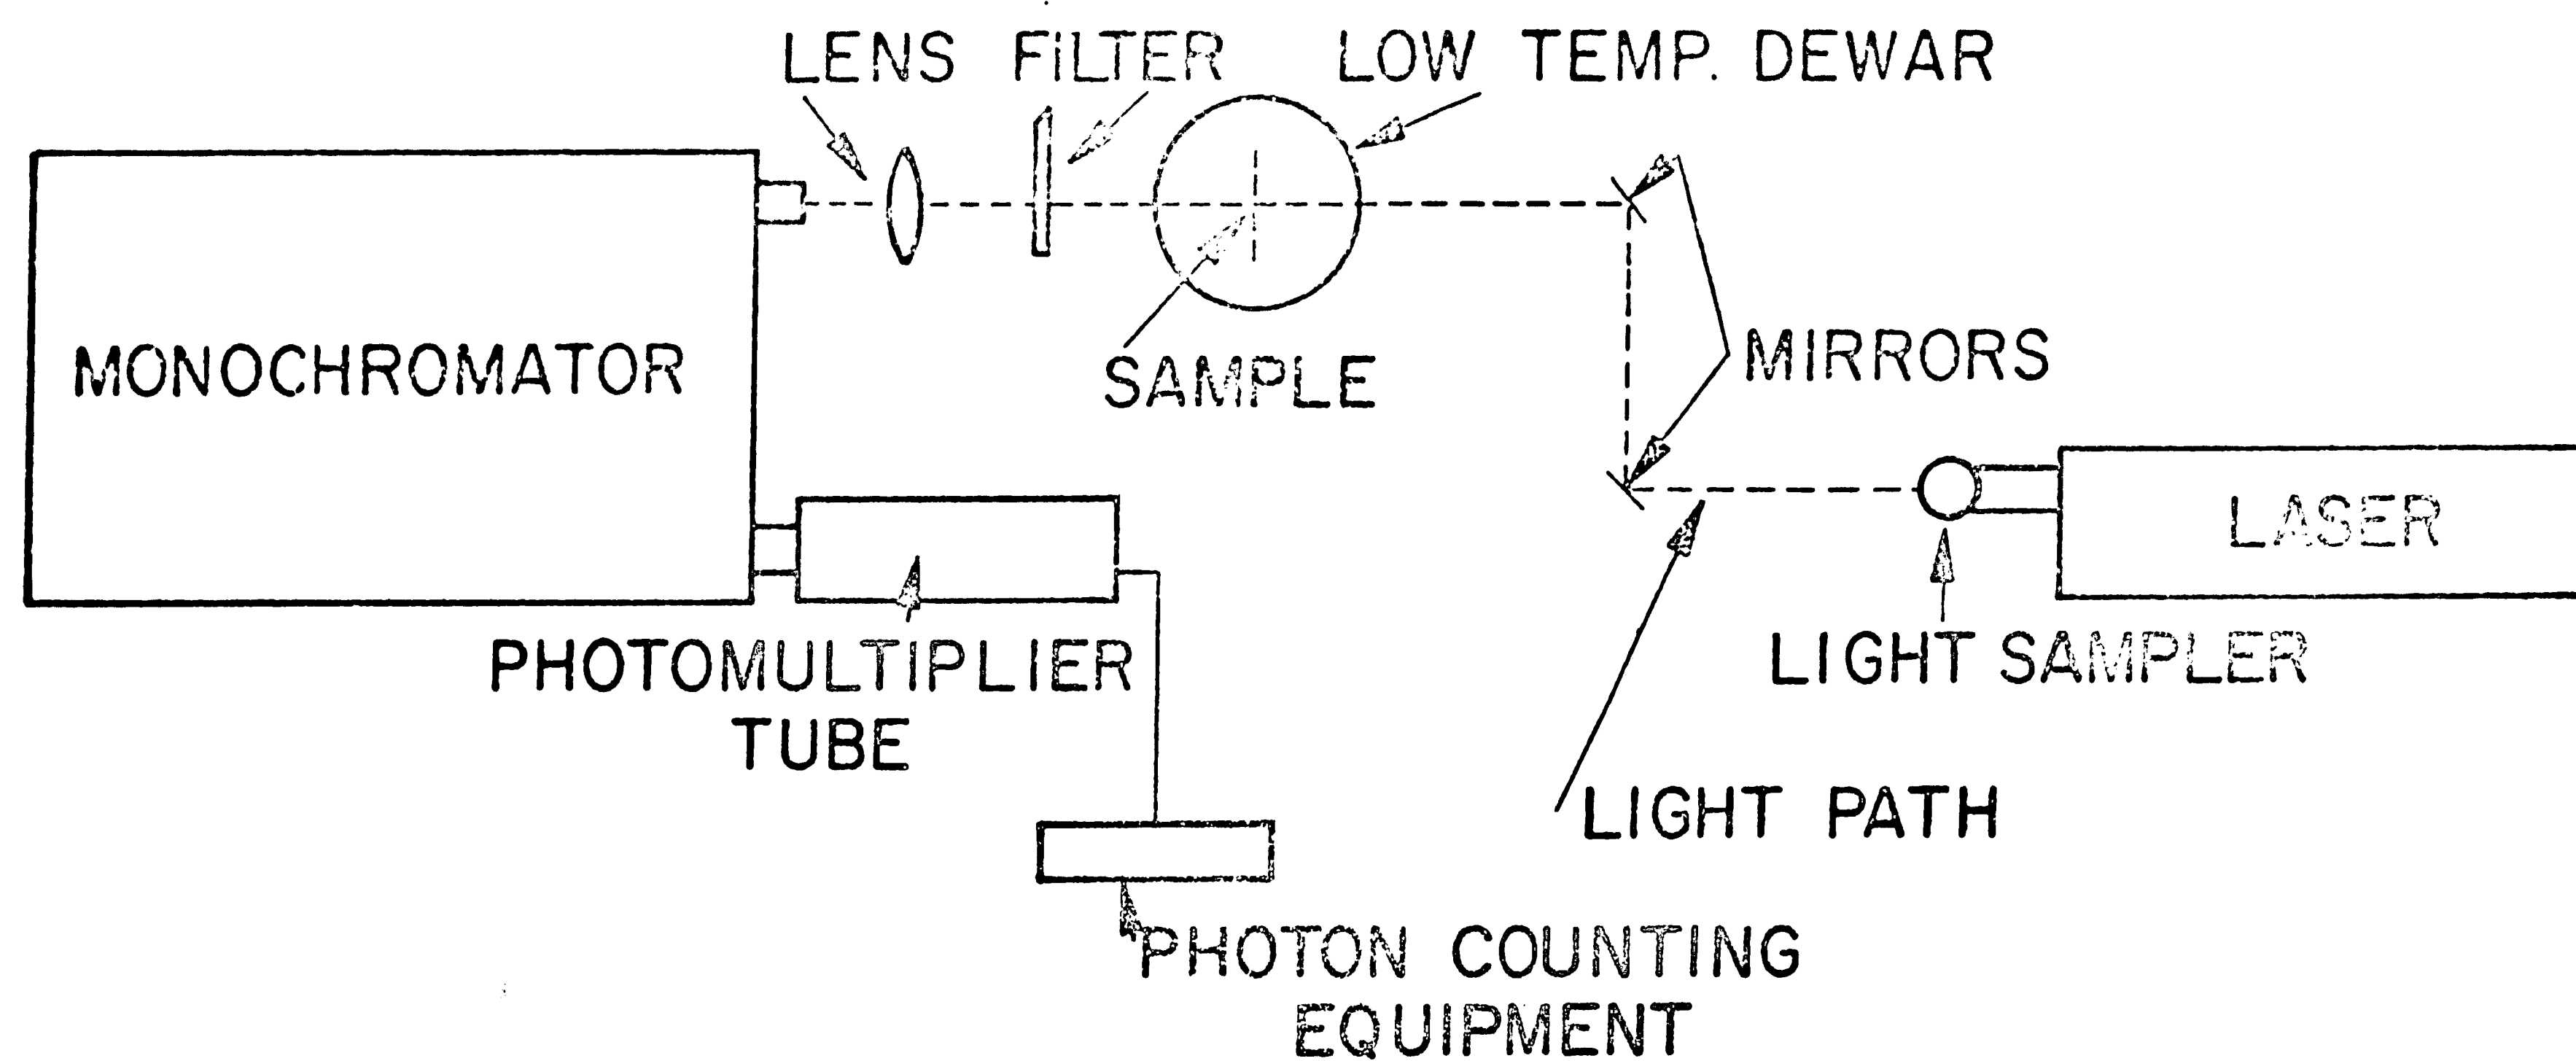 LENS
FILTER
LOW TEMP. DEWAR
MONOCHROMATOR
SAMPLE
MIRRORS
LASER
PHOTOMULTIPLIER
TUBE
LIGHT SAMPLER
LIGHT PATH
PHOTON COUNTING
EQUIPMENT